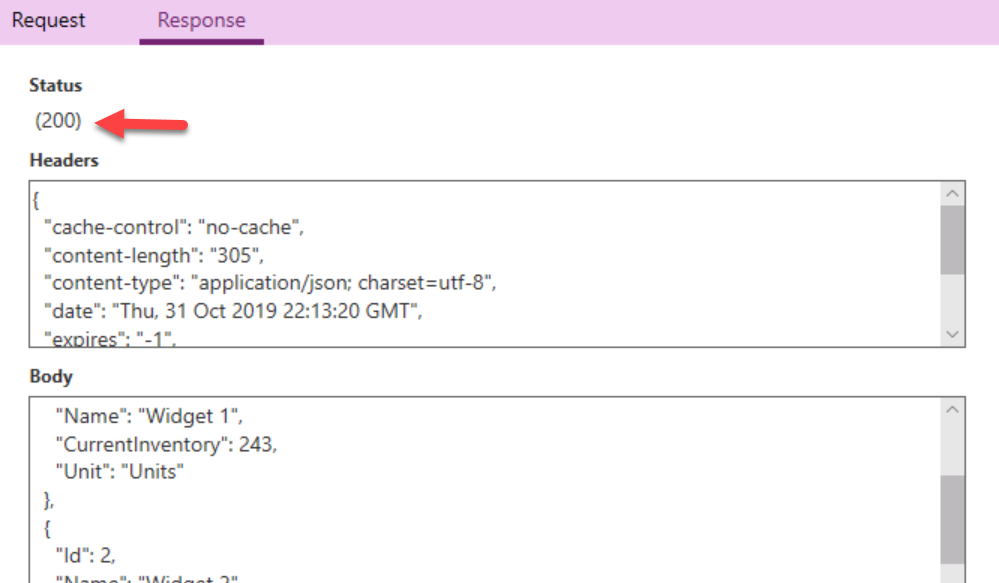 Request Response
Status
(200)
Headers
{
"cache-control": "no-cache",
"content-length": "305",
"content-type": "application/json; charset=utf-8",
"date": "Thu, 31 Oct 2019 22:13:20 GMT",
"expires": "-1",
Body
"Name": "Widget 1",
"CurrentInventory": 243,
"Unit": "Units"
},
{
"Id": 2,
"Name": "Widget 2"